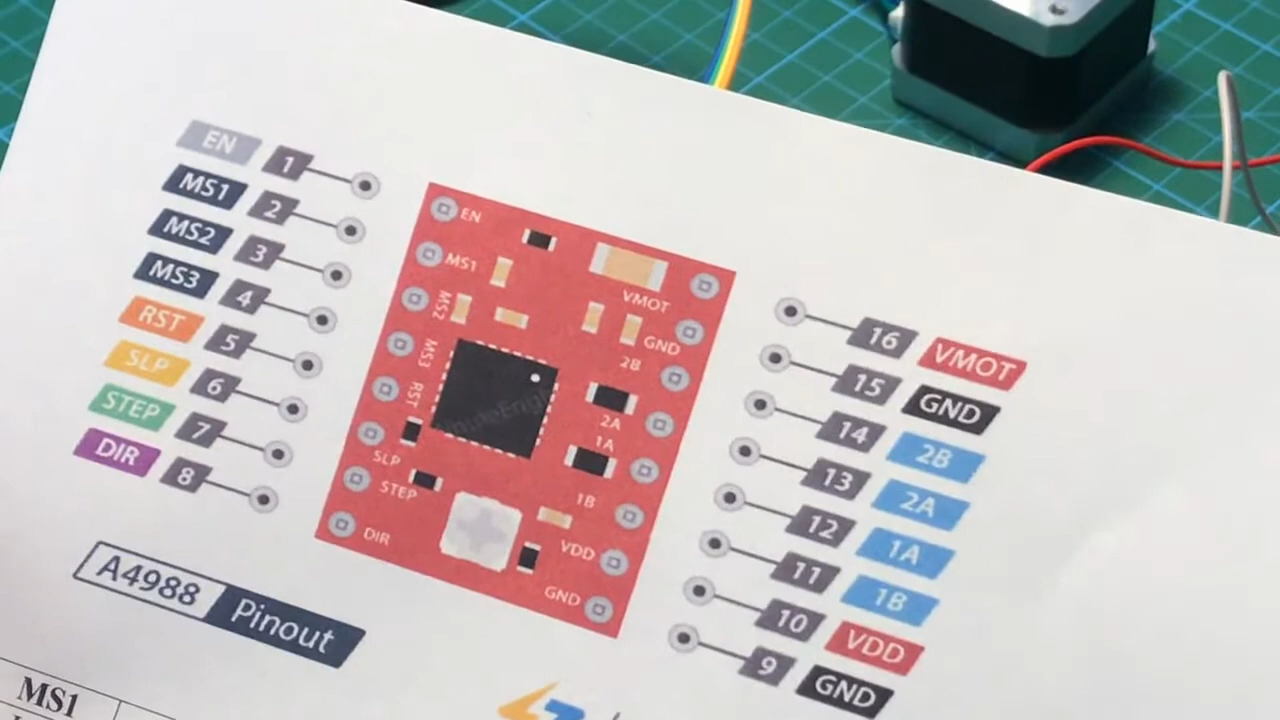 EN 1
MS1 2
MS2 3
MS3 4
RST 5
SLP 6
STEP 7
DIR 8
EN
MS1
MS2
MS3
RST
SLP
STEP
DIR
VMOT
GND
2B
2A
1A
1B
VDD
GND
16 VMOT
15 GND
14 2B
13 2A
12 1A
11 1B
10 VDD
9 GND
A4988 Pinout
MS1